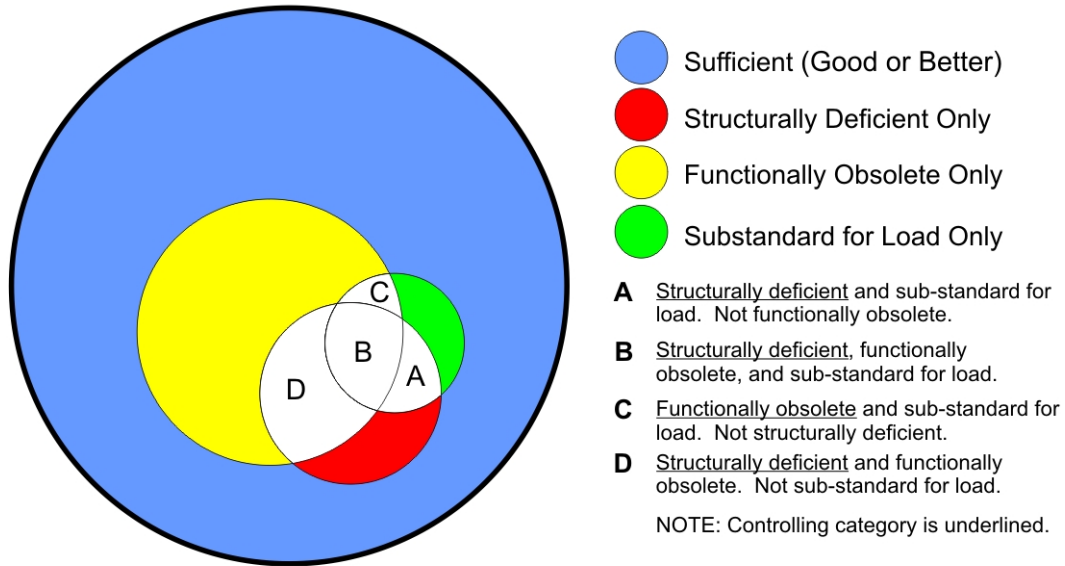 Sufficient (Good or Better)
Structurally Deficient Only
Functionally Obsolete Only
Substandard for Load Only
C
B
A
D
A Structurally deficient and sub-standard for
load. Not functionally obsolete.
B Structurally deficient, functionally
obsolete, and sub-standard for load.
C Functionally obsolete and sub-standard for
load. Not structurally deficient.
D Structurally deficient and functionally
obsolete. Not sub-standard for load.
NOTE: Controlling category is underlined.